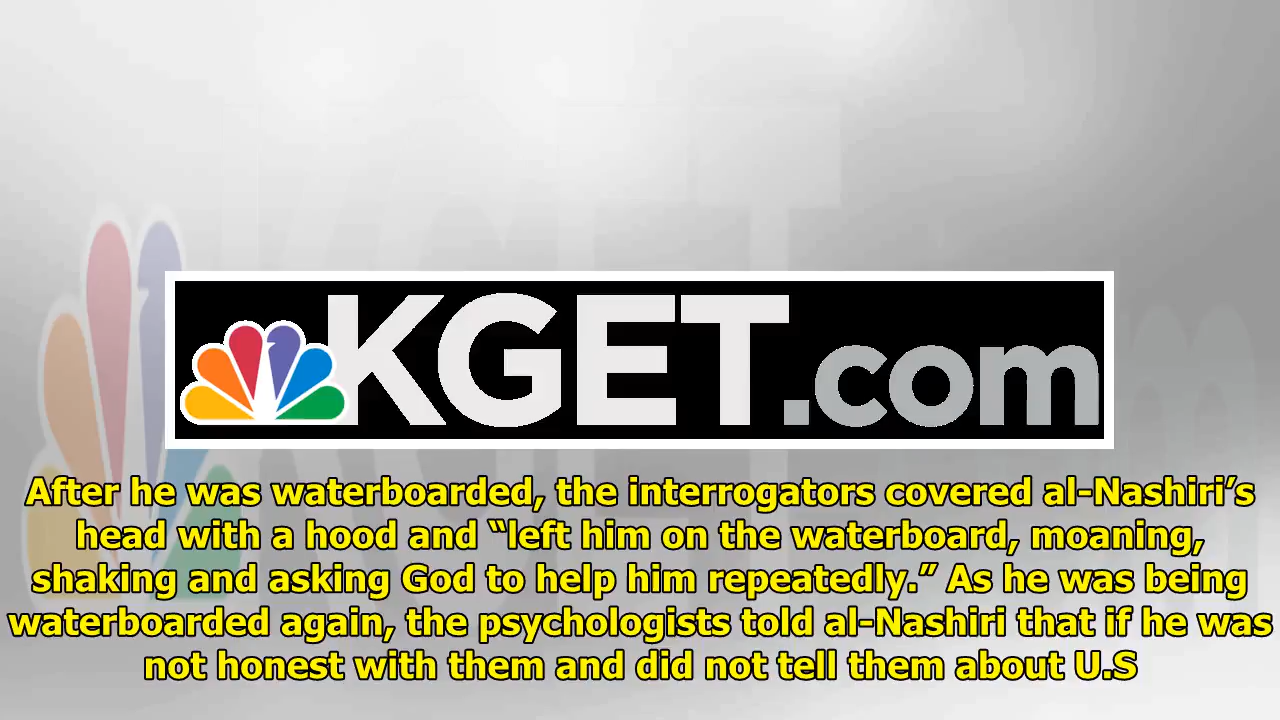 KGET.com
After he was waterboarded, the interrogators covered al-Nashiri’s
head with a hood and “left him on the waterboard, moaning,
shaking and asking God to help him repeatedly.” As he was being
waterboarded again, the psychologists told al-Nashiri that if he was
not honest with them and did not tell them about U.S